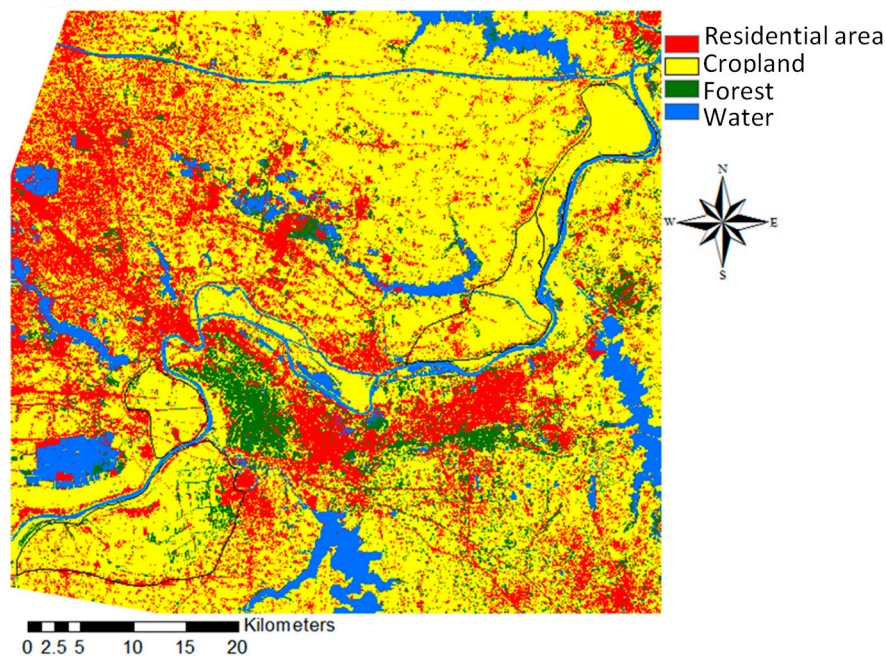 Residential area
Cropland
Forest
Water
N
W
E
S
Kilometers
0 2.5 5 10 15 20